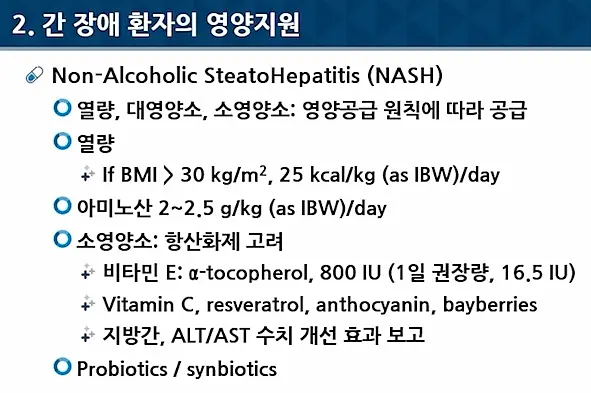 2. 간 장애 환자의 영양지원
Non-Alcoholic SteatoHepatitis (NASH)
열량, 대영양소, 소영양소: 영양공급 원칙에 따라 공급
열량
If BMI > 30 kg/m², 25 kcal/kg (as IBW)/day
아미노산 2~2.5 g/kg (as IBW)/day
소영양소: 항산화제 고려
비타민 E: α-tocopherol, 800 IU (1일 권장량, 16.5 IU)
Vitamin C, resveratrol, anthocyanin, bayberries
지방간, ALT/AST 수치 개선 효과 보고
Probiotics / synbiotics